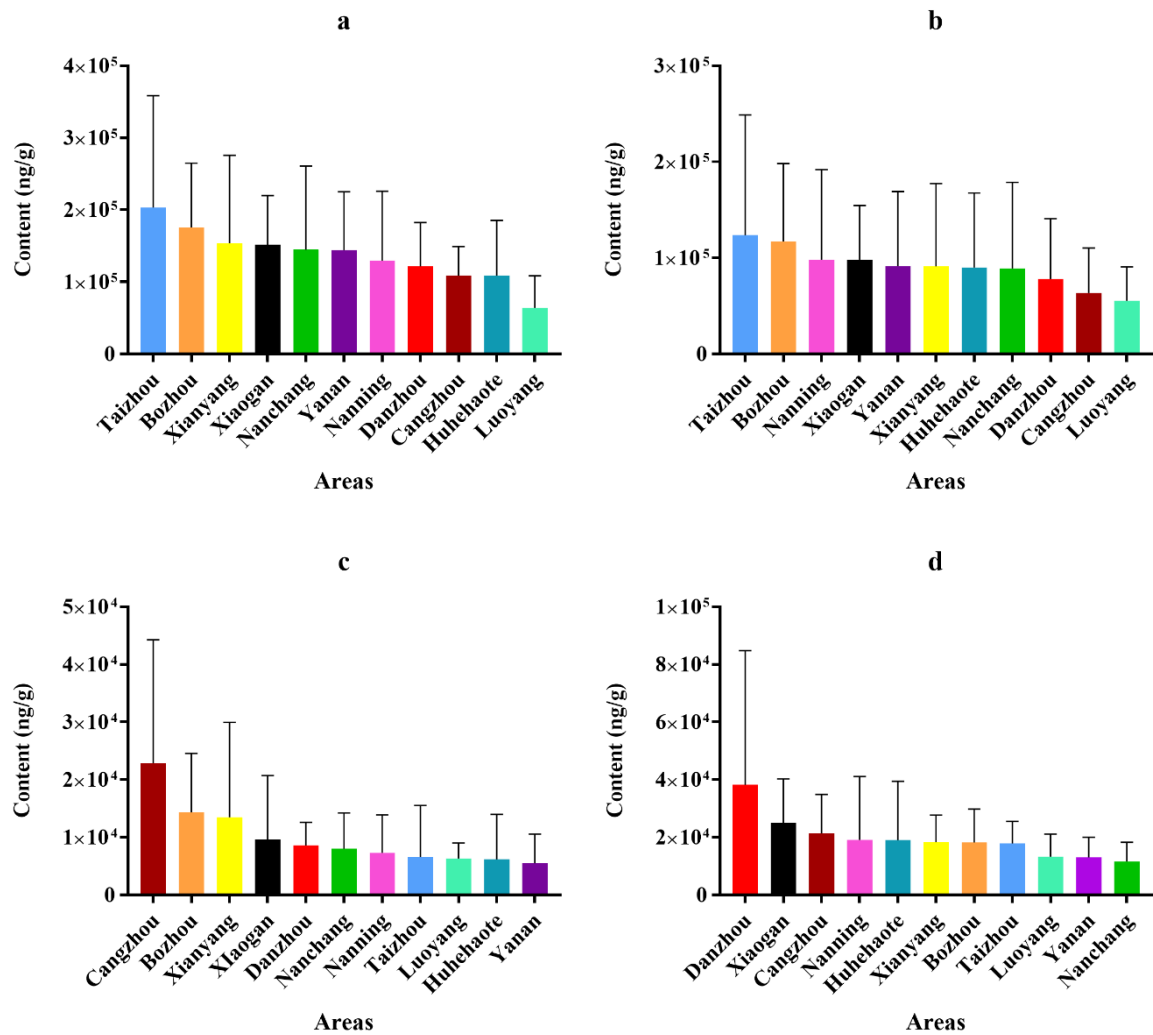 a
Content (ng/g)
4×10⁵
3×10⁵
2×10⁵
1×10⁵
0
Taizhou
Bozhou
Xianyang
Xiaogan
Nanchang
Yanan
Nanning
Danzhou
Cangzhou
Huhehaote
Luoyang
Areas
b
Content (ng/g)
3×10⁵
2×10⁵
1×10⁵
0
Taizhou
Bozhou
Nanning
Xiaogan
Yanan
Xianyang
Huhehaote
Nanchang
Danzhou
Cangzhou
Luoyang
Areas
c
Content (ng/g)
5×10⁴
4×10⁴
3×10⁴
2×10⁴
1×10⁴
0
Cangzhou
Bozhou
Xianyang
XIaogan
Danzhou
Nanchang
Nanning
Taizhou
Luoyang
Huhehaote
Yanan
Areas
d
Content (ng/g)
1×10⁵
8×10⁴
6×10⁴
4×10⁴
2×10⁴
0
Danzhou
Xiaogan
Cangzhou
Nanning
Huhehaote
Xianyang
Bozhou
Taizhou
Luoyang
Yanan
Nanchang
Areas